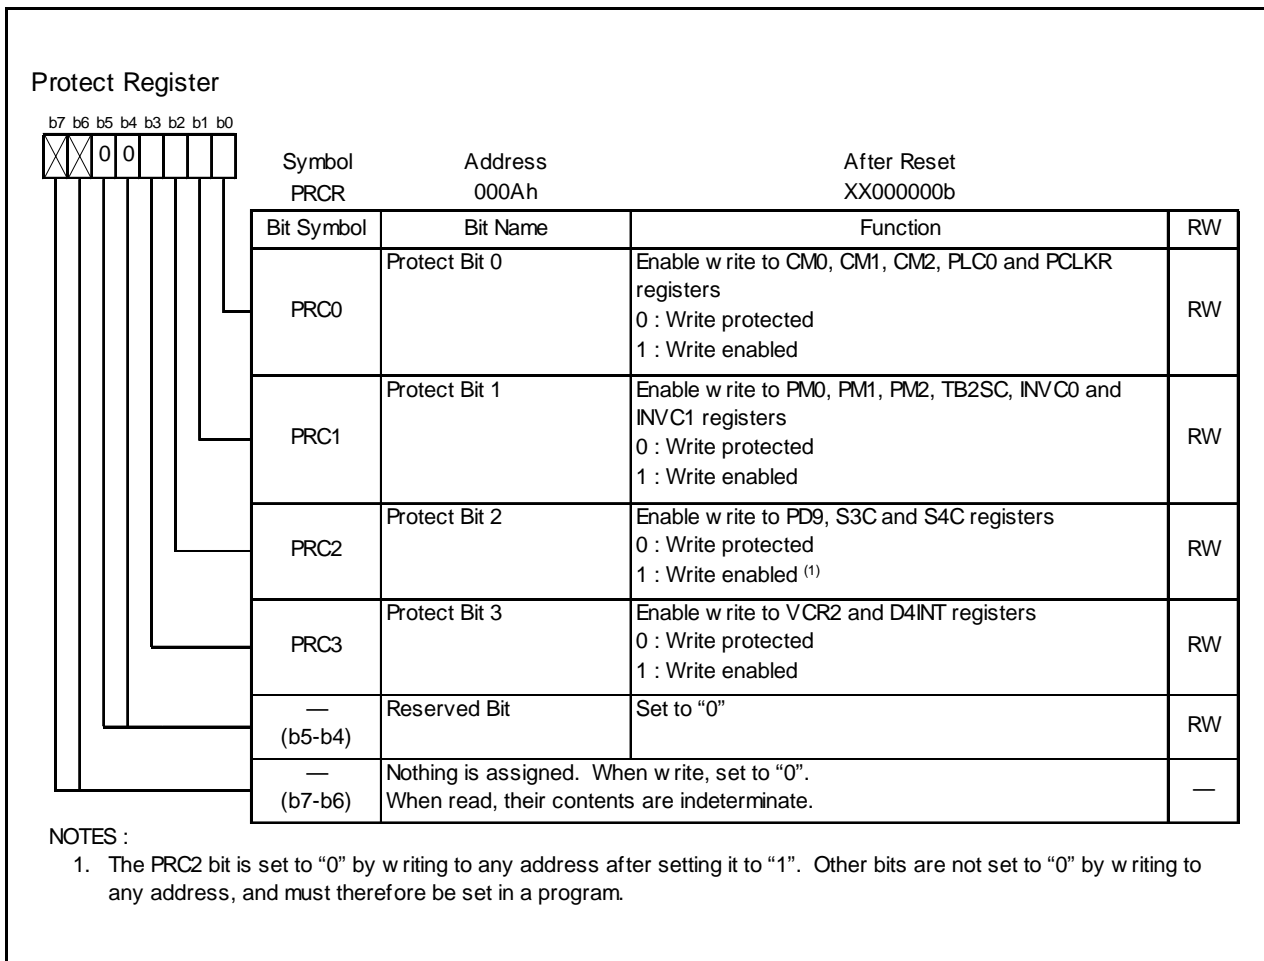 Protect Register
b7 b6 b5 b4 b3 b2 b1 b0
0 0
Symbol Address After Reset
PRCR 000Ah XX000000b
Bit Symbol Bit Name Function RW
PRC0 Protect Bit 0 Enable write to CM0, CM1, CM2, PLC0 and PCLKR
registers
0 : Write protected
1 : Write enabled
RW
PRC1 Protect Bit 1 Enable write to PM0, PM1, PM2, TB2SC, INVC0 and
INVC1 registers
0 : Write protected
1 : Write enabled
RW
PRC2 Protect Bit 2 Enable write to PD9, S3C and S4C registers
0 : Write protected
1 : Write enabled (1)
RW
PRC3 Protect Bit 3 Enable write to VCR2 and D4INT registers
0 : Write protected
1 : Write enabled
RW
— Reserved Bit Set to “0”
(b5-b4)
RW
— Nothing is assigned. When write, set to “0”.
(b7-b6) When read, their contents are indeterminate.
—
NOTES :
1. The PRC2 bit is set to “0” by writing to any address after setting it to “1”. Other bits are not set to “0” by writing to
any address, and must therefore be set in a program.